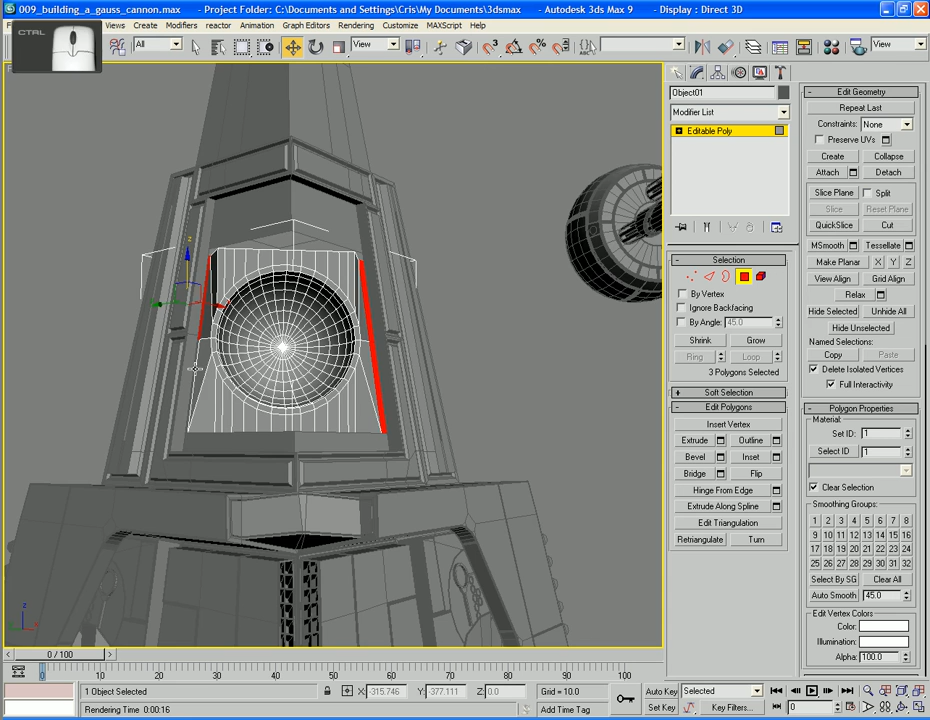 009_building_a_gauss_cannon.max - Project Folder: C:\Documents and Settings\Cris\My Documents\3dsmax - Autodesk 3ds Max 9 - Display : Direct 3D
Views Create Modifiers reactor Animation Graph Editors Rendering Customize MAXScript Help
CTRL
All View View
Object01
Modifier List
Editable Poly
Selection
By Vertex
Ignore Backfacing
By Angle: 45.0
Shrink Grow
Ring Loop
3 Polygons Selected
Soft Selection
Edit Polygons
Insert Vertex
Extrude Outline
Bevel Inset
Bridge Flip
Hinge From Edge
Extrude Along Spline
Edit Triangulation
Retriangulate Turn
Edit Geometry
Repeat Last
Constraints: None
Preserve UVs
Create Collapse
Attach Detach
Slice Plane Split
Slice Reset Plane
QuickSlice Cut
MSmooth Tessellate
Make Planar X Y Z
View Align Grid Align
Relax
Hide Selected Unhide All
Hide Unselected
Named Selections:
Copy Paste
Delete Isolated Vertices
Full Interactivity
Polygon Properties
Material:
Set ID: 1
Select ID 1
Clear Selection
Smoothing Groups:
1 2 3 4 5 6 7 8
9 10 11 12 13 14 15 16
17 18 19 20 21 22 23 24
25 26 27 28 29 30 31 32
Select By SG Clear All
Auto Smooth 45.0
Edit Vertex Colors
Color:
Illumination:
Alpha: 100.0
z
z
0 / 100
0 10 20 30 40 50 60 70 80 90 100
1 Object Selected X: -315.746 Y: -377.111 Z: 0.0 Grid = 10.0 Auto Key Selected
Rendering Time 0:00:16 Add Time Tag Set Key Key Filters... 0